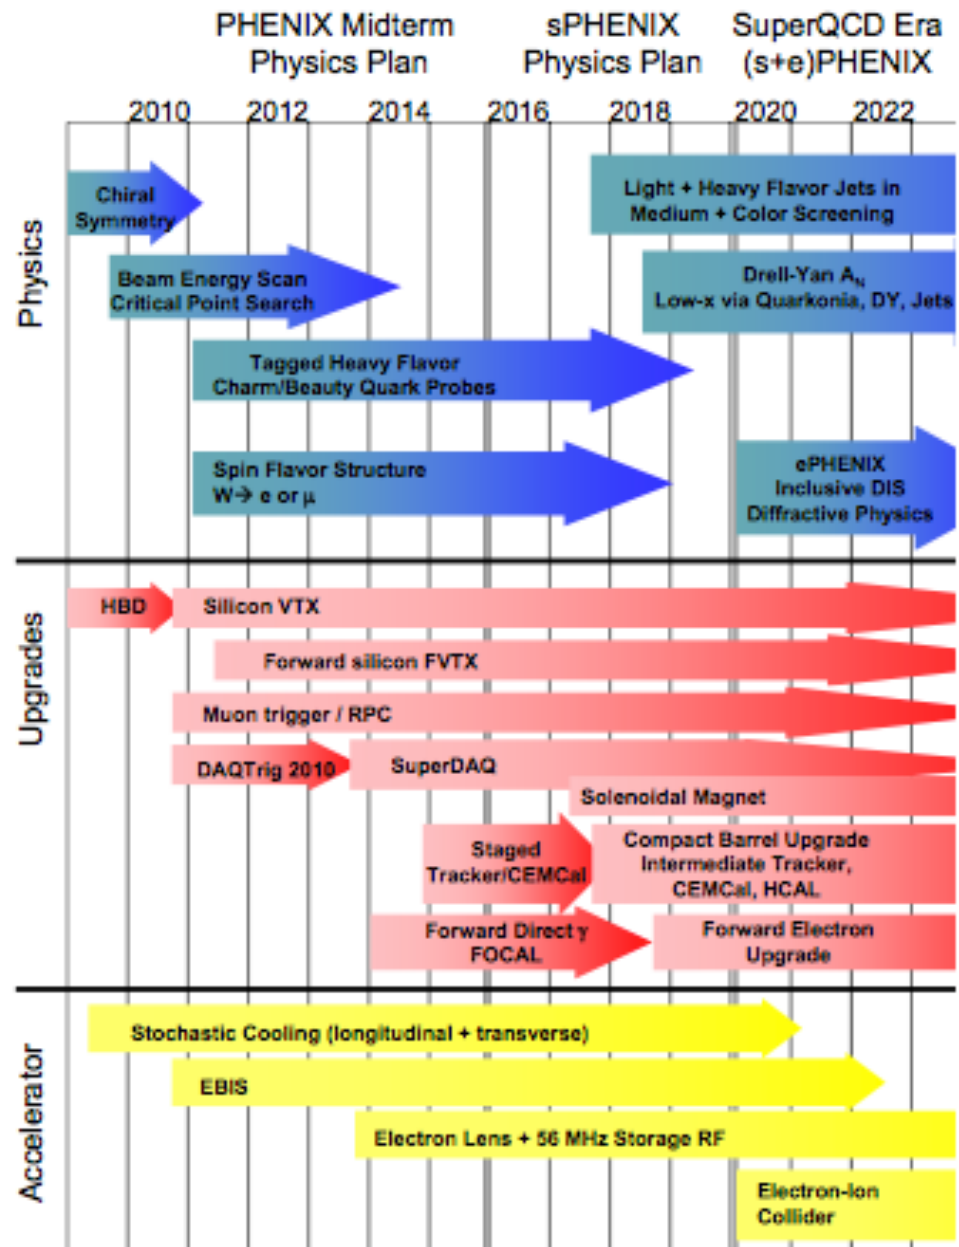 PHENIX Midterm
Physics Plan
sPHENIX
Physics Plan
SuperQCD Era
(s+e)PHENIX
2010 2012 2014 2016 2018 2020 2022
Physics
Chiral
Symmetry
Light + Heavy Flavor Jets in
Medium + Color Screening
Beam Energy Scan
Critical Point Search
Drell-Yan A_N
Low-x via Quarkonia, DY, Jets
Tagged Heavy Flavor
Charm/Beauty Quark Probes
Spin Flavor Structure
W→ e or μ
ePHENIX
Inclusive DIS
Diffractive Physics
Upgrades
HBD
Silicon VTX
Forward silicon FVTX
Muon trigger / RPC
DAQTrig 2010
SuperDAQ
Solenoidal Magnet
Staged
Tracker/CEMCal
Compact Barrel Upgrade
Intermediate Tracker,
CEMCal, HCAL
Forward Direct γ
FOCAL
Forward Electron
Upgrade
Accelerator
Stochastic Cooling (longitudinal + transverse)
EBIS
Electron Lens + 56 MHz Storage RF
Electron-Ion
Collider